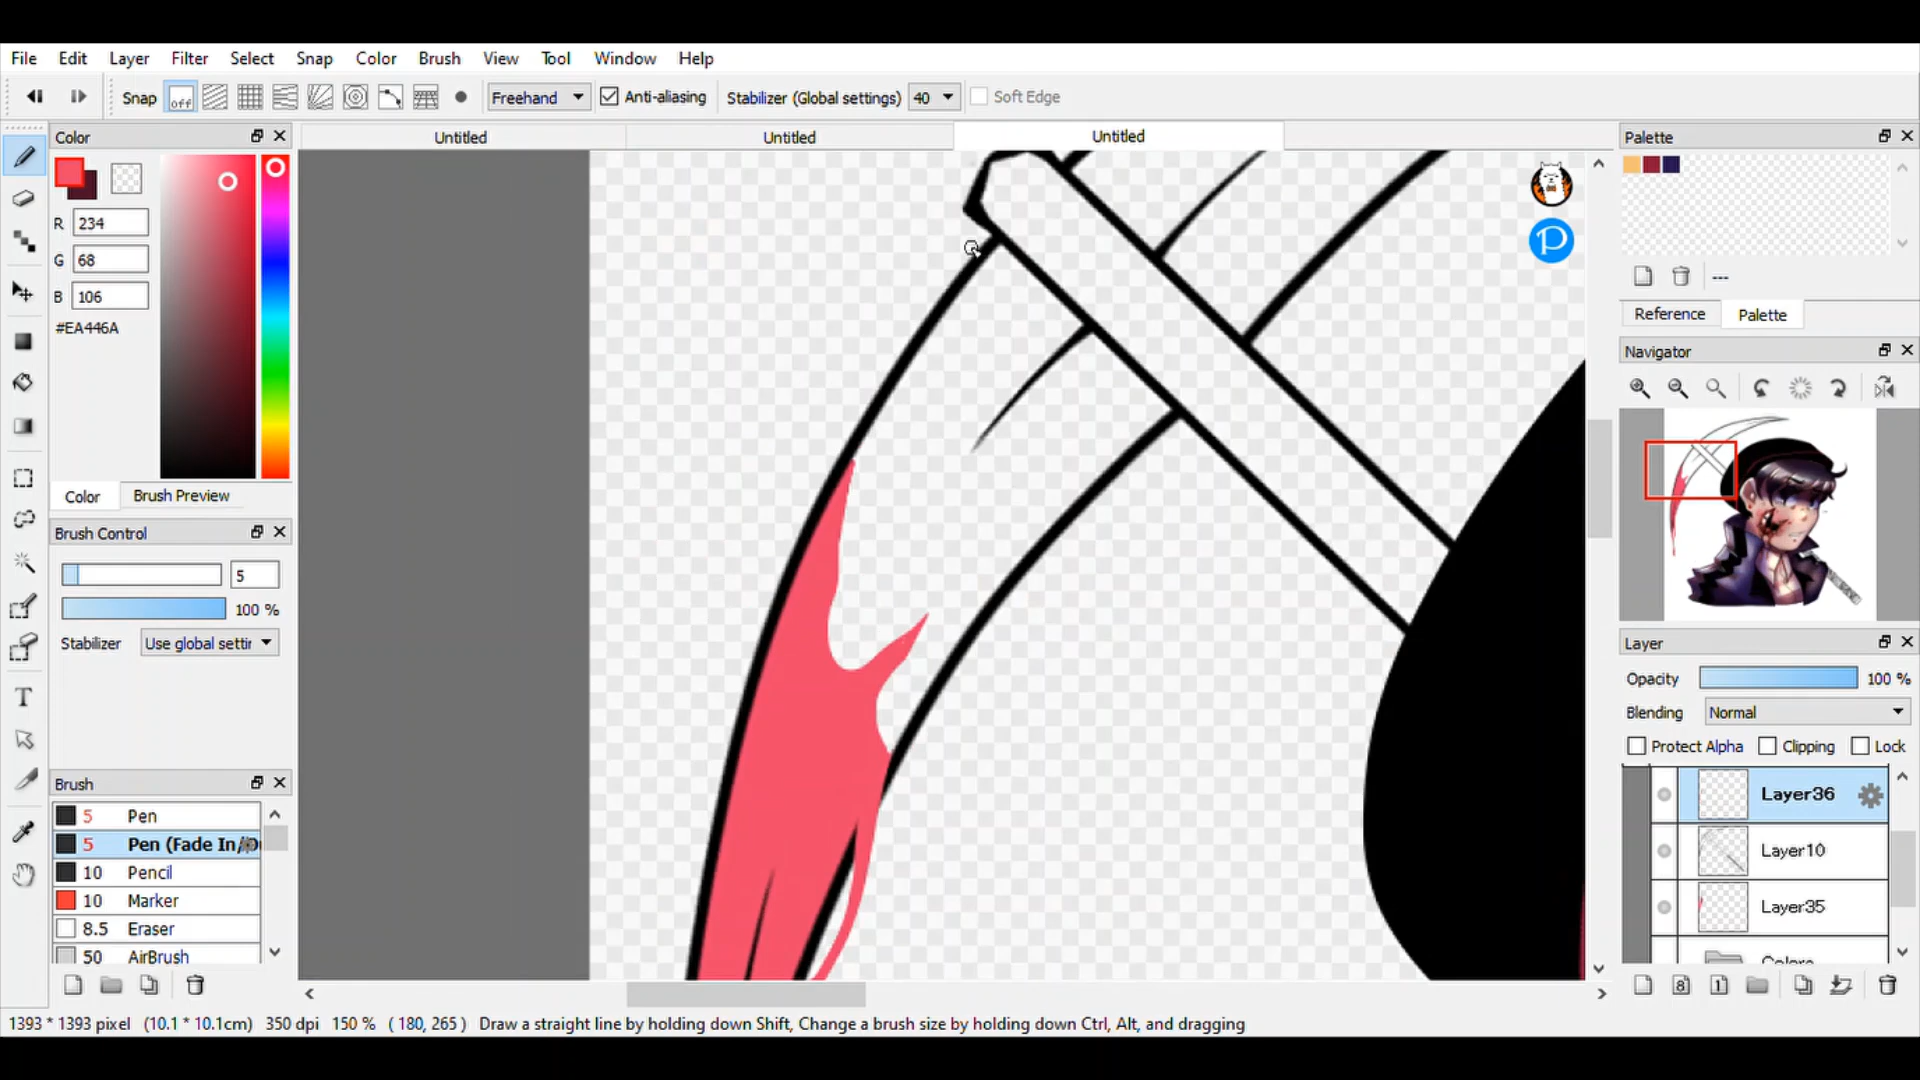 File Edit Layer Filter Select Snap Color Brush View Tool Window Help
Snap off Freehand Anti-aliasing Stabilizer (Global settings) 40 Soft Edge
Color
Untitled Untitled Untitled
Palette
R 234
G 68
B 106
#EA446A
---
Reference Palette
Navigator
Color Brush Preview
Brush Control
5
100 %
Stabilizer Use global settir
Layer
Opacity 100 %
Blending Normal
Protect Alpha Clipping Lock
Layer36
Layer10
Layer35
Colors
Brush
5 Pen
5 Pen (Fade In/O
10 Pencil
10 Marker
8.5 Eraser
50 AirBrush
8 1
1393 * 1393 pixel (10.1 * 10.1cm) 350 dpi 150 % ( 180, 265 ) Draw a straight line by holding down Shift, Change a brush size by holding down Ctrl, Alt, and dragging